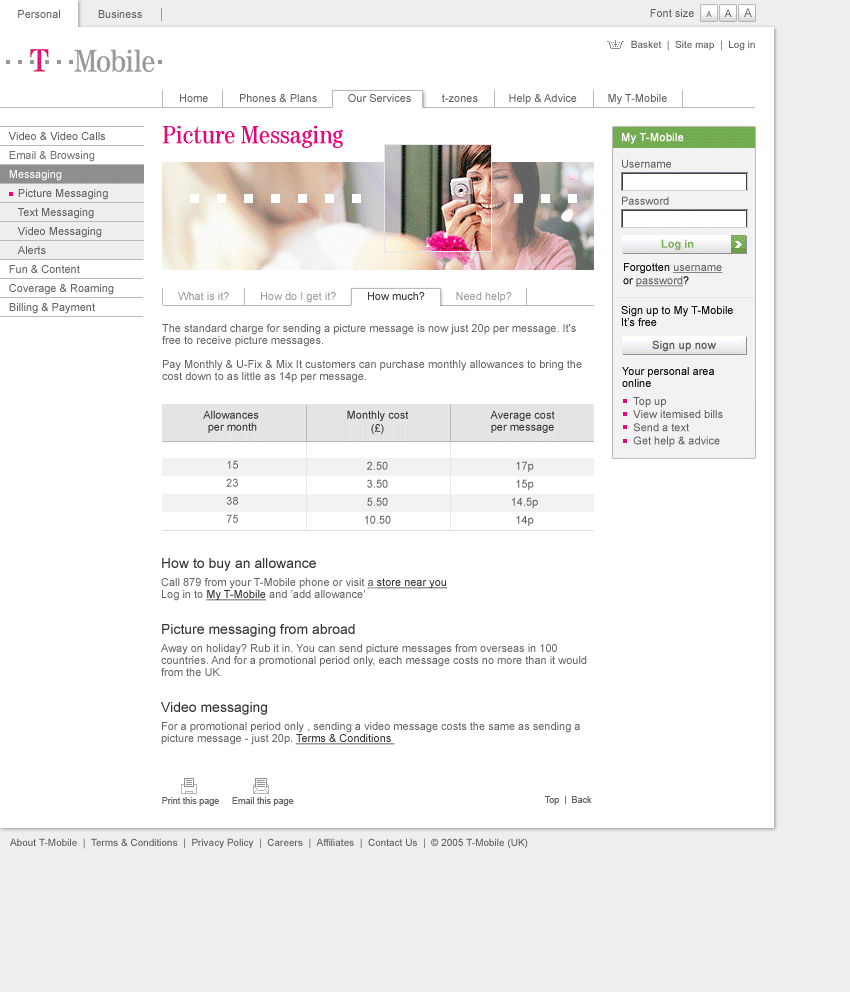 Personal Business Font size A A A
Basket | Site map | Log in
T-Mobile
Home Phones & Plans Our Services t-zones Help & Advice My T-Mobile
Video & Video Calls
Email & Browsing
Messaging
Picture Messaging
Text Messaging
Video Messaging
Alerts
Fun & Content
Coverage & Roaming
Billing & Payment
Picture Messaging
What is it? How do I get it? How much? Need help?
The standard charge for sending a picture message is now just 20p per message. It's
free to receive picture messages.
Pay Monthly & U-Fix & Mix It customers can purchase monthly allowances to bring the
cost down to as little as 14p per message.
Allowances Monthly cost Average cost
per month (£) per message
15 2.50 17p
23 3.50 15p
38 5.50 14.5p
75 10.50 14p
How to buy an allowance
Call 879 from your T-Mobile phone or visit a store near you
Log in to My T-Mobile and 'add allowance'
Picture messaging from abroad
Away on holiday? Rub it in. You can send picture messages from overseas in 100
countries. And for a promotional period only, each message costs no more than it would
from the UK.
Video messaging
For a promotional period only , sending a video message costs the same as sending a
picture message - just 20p. Terms & Conditions
Print this page Email this page Top | Back
My T-Mobile
Username
Password
Log in
Forgotten username
or password?
Sign up to My T-Mobile
It's free
Sign up now
Your personal area
online
Top up
View itemised bills
Send a text
Get help & advice
About T-Mobile | Terms & Conditions | Privacy Policy | Careers | Affiliates | Contact Us | © 2005 T-Mobile (UK)